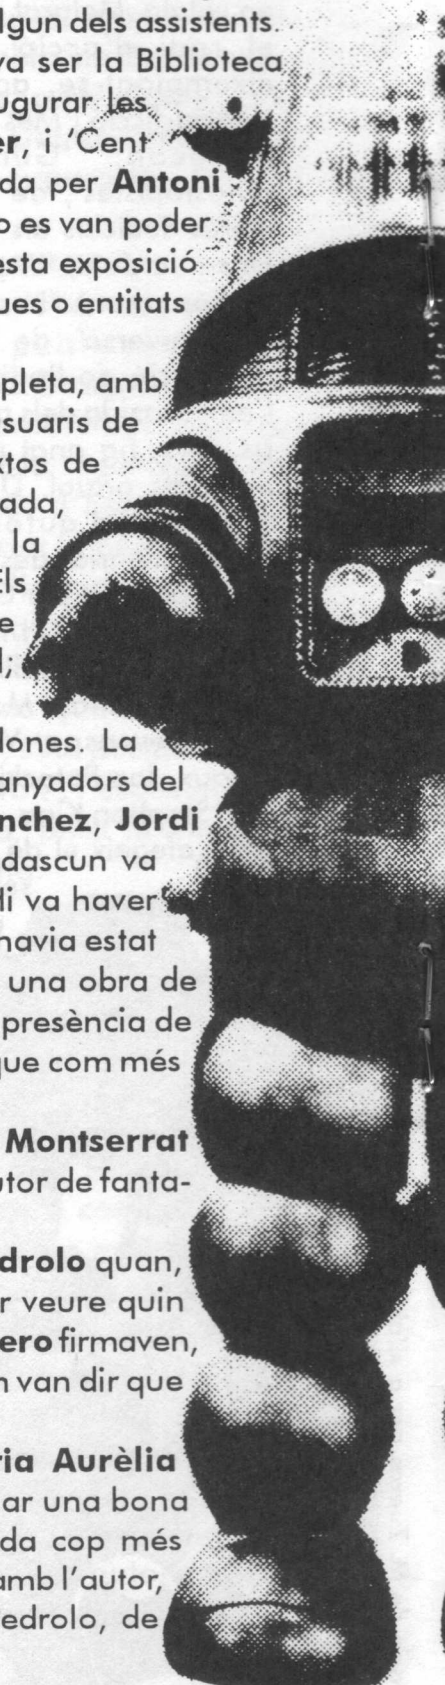 lgun dels assistents.
va ser la Biblioteca
ugurar les
er, i ‘Cent
da per Antoni
o es van poder
esta exposició
ues o entitats
pleta, amb
suaris de
xtos de
ada,
la
Els
e
l;
lones. La
anyadors del
nchez, Jordi
dascun va
Hi va haver
havia estat
una obra de
presència de
gue com més
Montserrat
utor de fanta-
edrolo quan,
r veure quin
ero firmaven,
n van dir que
ria Aurèlia
ar una bona
da cop més
amb l’autor,
edrolo, de